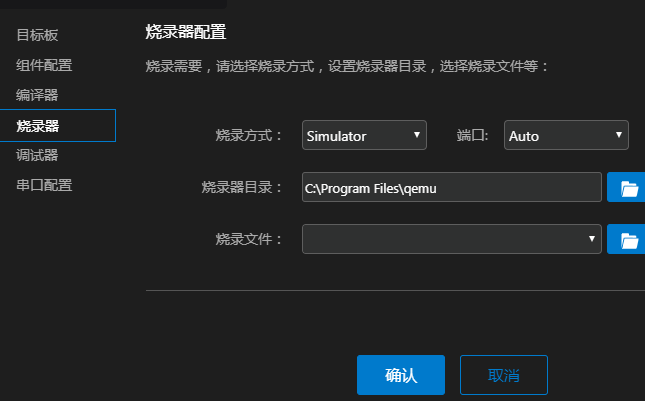 目标板
组件配置
编译器
烧录器
调试器
串口配置
烧录器配置
烧录需要，请选择烧录方式，设置烧录器目录，选择烧录文件等：
烧录方式： Simulator 端口: Auto
烧录器目录： C:\Program Files\qemu
烧录文件：
确认 取消